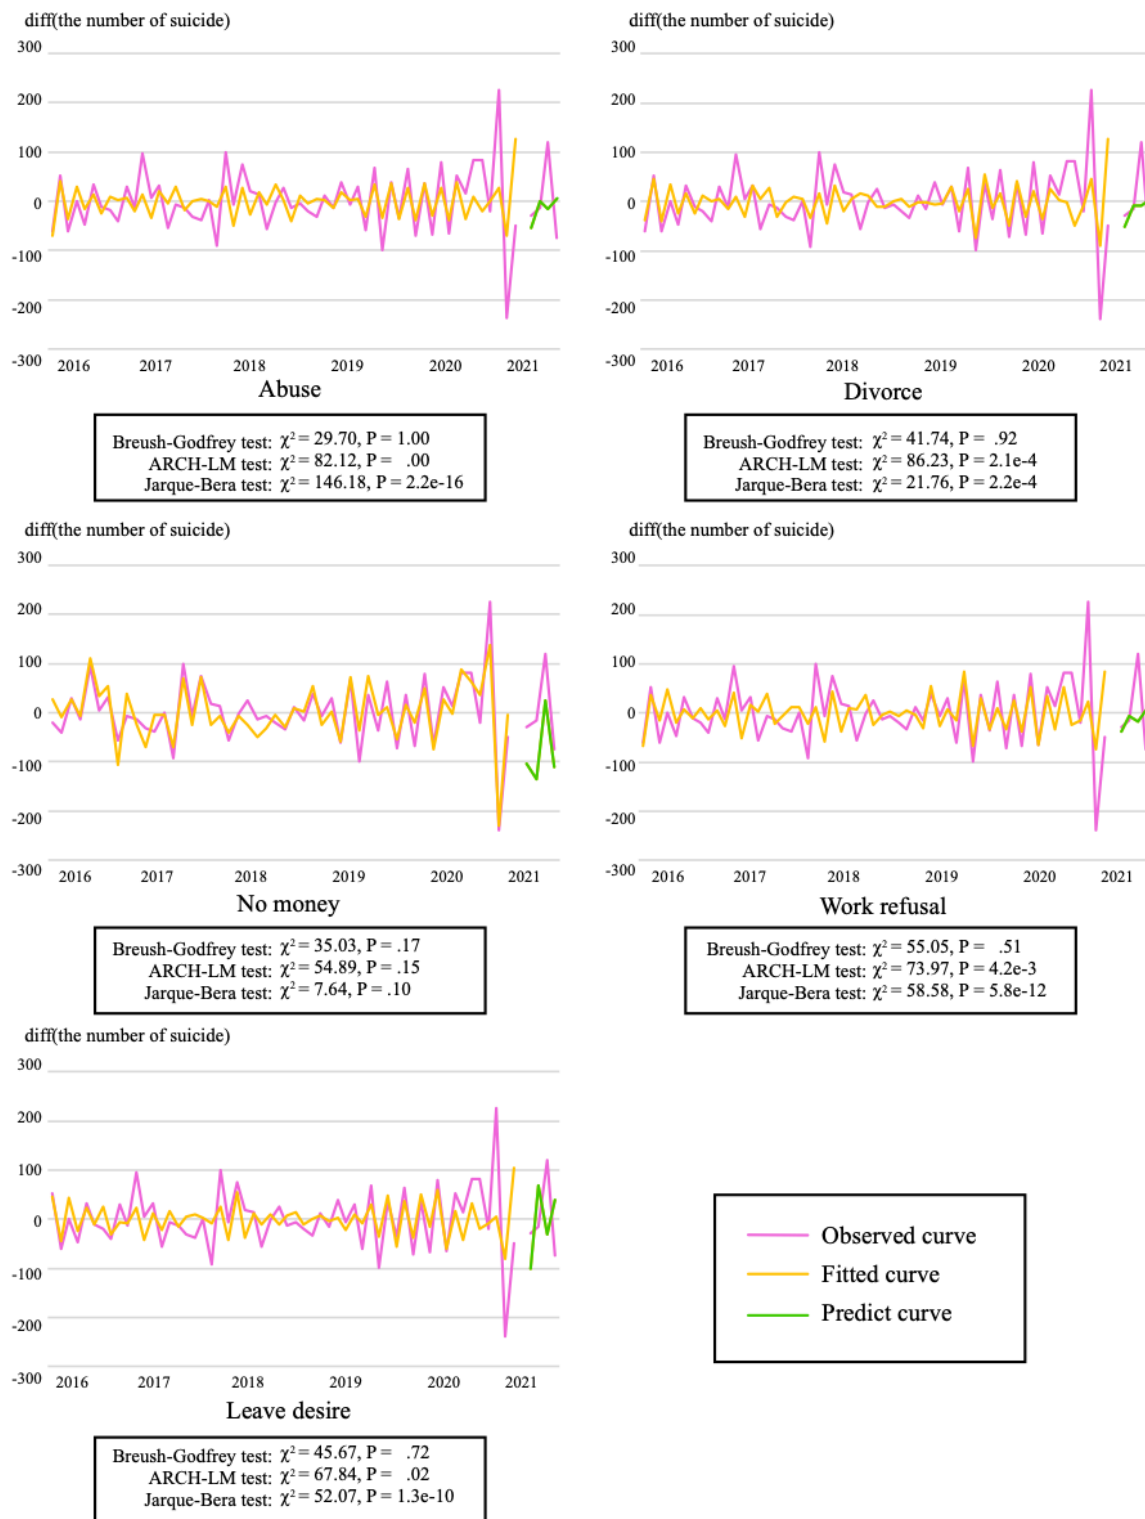 diff(the number of suicide)
300
200
100
0
-100
-200
-300
2016 2017 2018 2019 2020 2021
Abuse
Breush-Godfrey test: χ² = 29.70, P = 1.00
ARCH-LM test: χ² = 82.12, P = .00
Jarque-Bera test: χ² = 146.18, P = 2.2e-16
diff(the number of suicide)
300
200
100
0
-100
-200
-300
2016 2017 2018 2019 2020 2021
Divorce
Breush-Godfrey test: χ² = 41.74, P = .92
ARCH-LM test: χ² = 86.23, P = 2.1e-4
Jarque-Bera test: χ² = 21.76, P = 2.2e-4
diff(the number of suicide)
300
200
100
0
-100
-200
-300
2016 2017 2018 2019 2020 2021
No money
Breush-Godfrey test: χ² = 35.03, P = .17
ARCH-LM test: χ² = 54.89, P = .15
Jarque-Bera test: χ² = 7.64, P = .10
diff(the number of suicide)
300
200
100
0
-100
-200
-300
2016 2017 2018 2019 2020 2021
Work refusal
Breush-Godfrey test: χ² = 55.05, P = .51
ARCH-LM test: χ² = 73.97, P = 4.2e-3
Jarque-Bera test: χ² = 58.58, P = 5.8e-12
diff(the number of suicide)
300
200
100
0
-100
-200
-300
2016 2017 2018 2019 2020 2021
Leave desire
Breush-Godfrey test: χ² = 45.67, P = .72
ARCH-LM test: χ² = 67.84, P = .02
Jarque-Bera test: χ² = 52.07, P = 1.3e-10
Observed curve
Fitted curve
Predict curve